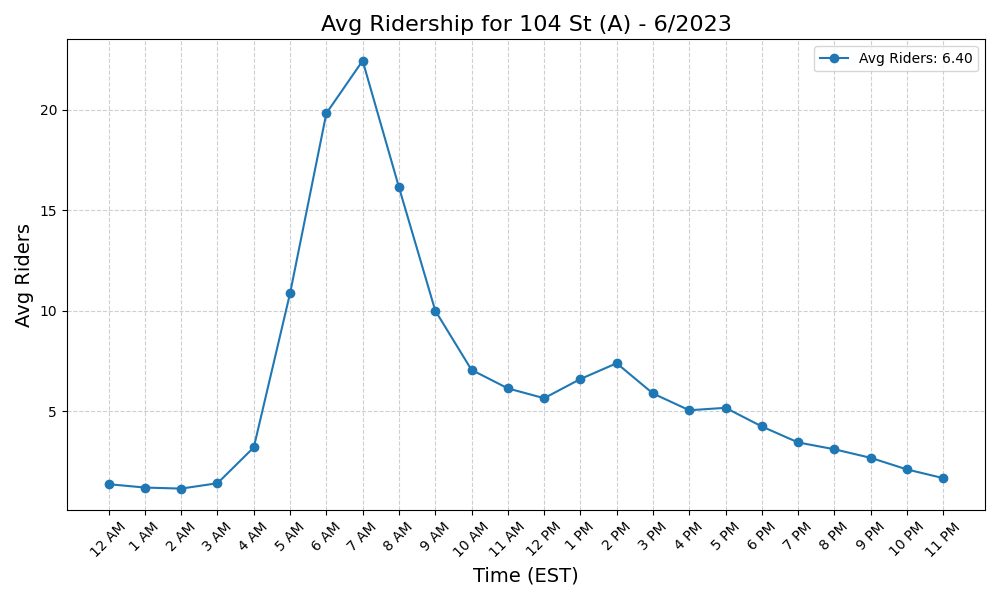 Avg Ridership for 104 St (A) - 6/2023
Avg Riders: 6.40
Avg Riders
20
15
10
5
12 AM
1 AM
2 AM
3 AM
4 AM
5 AM
6 AM
7 AM
8 AM
9 AM
10 AM
11 AM
12 PM
1 PM
2 PM
3 PM
4 PM
5 PM
6 PM
7 PM
8 PM
9 PM
10 PM
11 PM
Time (EST)